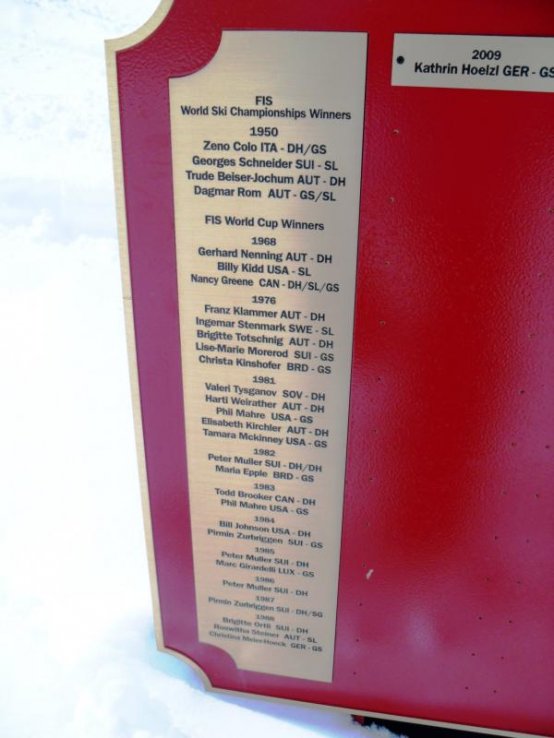 FIS
World Ski Championships Winners
1950
Zeno Colo ITA - DH/GS
Georges Schneider SUI - SL
Trude Beiser-Jochum AUT - DH
Dagmar Rom AUT - GS/SL
FIS World Cup Winners
1968
Gerhard Nenning AUT - DH
Billy Kidd USA - SL
Nancy Greene CAN - DH/SL/GS
1976
Franz Klammer AUT - DH
Ingemar Stenmark SWE - SL
Brigitte Totschnig AUT - DH
Lise-Marie Morerod SUI - GS
Christa Kinshofer BRD - GS
1981
Valeri Tysganov SOV - DH
Harti Weirather AUT - DH
Phil Mahre USA - GS
Elisabeth Kirchler AUT - DH
Tamara Mckinney USA - GS
1982
Peter Muller SUI - DH/DH
Maria Epple BRD - GS
1983
Todd Brooker CAN - DH
Phil Mahre USA - GS
1984
Bill Johnson USA - DH
Pirmin Zurbriggen SUI - GS
1985
Peter Muller SUI - DH
Marc Girardelli LUX - GS
1986
Peter Muller SUI - DH
1987
Pirmin Zurbriggen SUI - DH/SG
1988
Brigitte Ortli SUI - DH
Roswitha Steiner AUT - SL
Christina Meier-Hoeck GER - GS
2009
Kathrin Hoelzl GER - GS